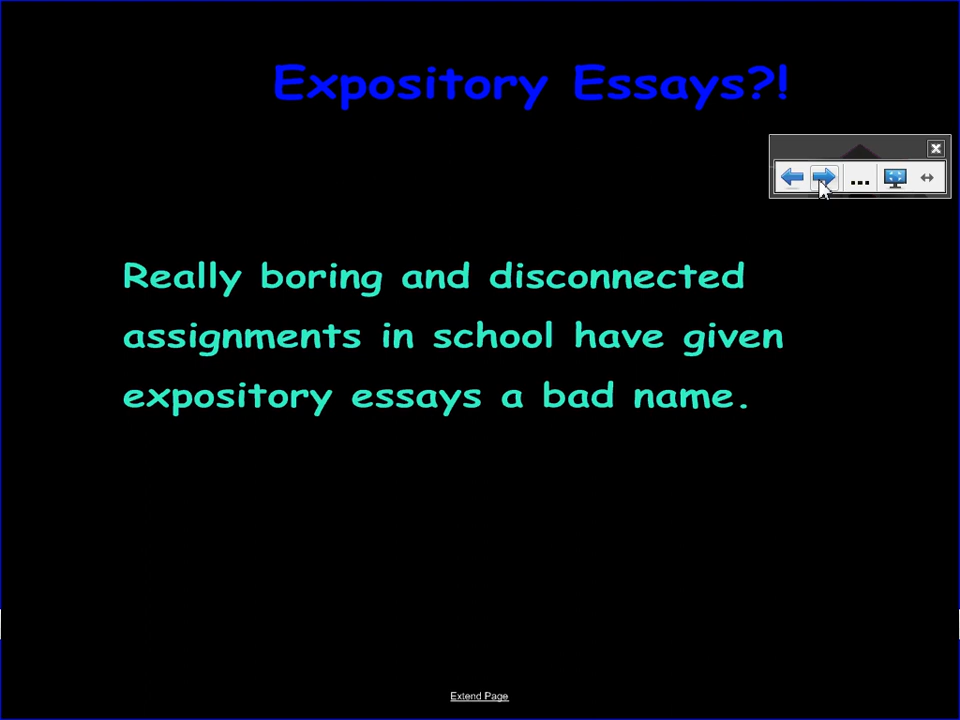 Expository Essays?!
Really boring and disconnected
assignments in school have given
expository essays a bad name.
Extend Page